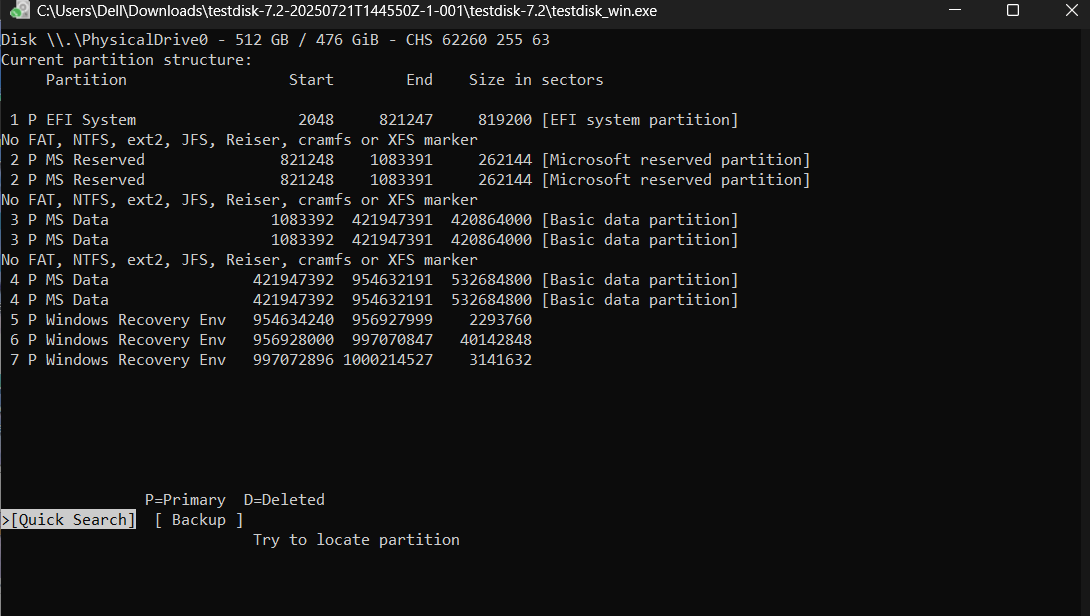 C:\Users\Dell\Downloads\testdisk-7.2-20250721T144550Z-1-001\testdisk-7.2\testdisk_win.exe
Disk \\.\PhysicalDrive0 - 512 GB / 476 GiB - CHS 62260 255 63
Current partition structure:
     Partition                  Start        End    Size in sectors

 1 P EFI System                  2048     821247     819200 [EFI system partition]
No FAT, NTFS, ext2, JFS, Reiser, cramfs or XFS marker
 2 P MS Reserved               821248    1083391     262144 [Microsoft reserved partition]
 2 P MS Reserved               821248    1083391     262144 [Microsoft reserved partition]
No FAT, NTFS, ext2, JFS, Reiser, cramfs or XFS marker
 3 P MS Data                  1083392  421947391  420864000 [Basic data partition]
 3 P MS Data                  1083392  421947391  420864000 [Basic data partition]
No FAT, NTFS, ext2, JFS, Reiser, cramfs or XFS marker
 4 P MS Data                421947392  954632191  532684800 [Basic data partition]
 4 P MS Data                421947392  954632191  532684800 [Basic data partition]
 5 P Windows Recovery Env   954634240  956927999    2293760
 6 P Windows Recovery Env   956928000  997070847   40142848
 7 P Windows Recovery Env   997072896 1000214527    3141632

                P=Primary  D=Deleted
>[Quick Search]  [ Backup ]
                            Try to locate partition